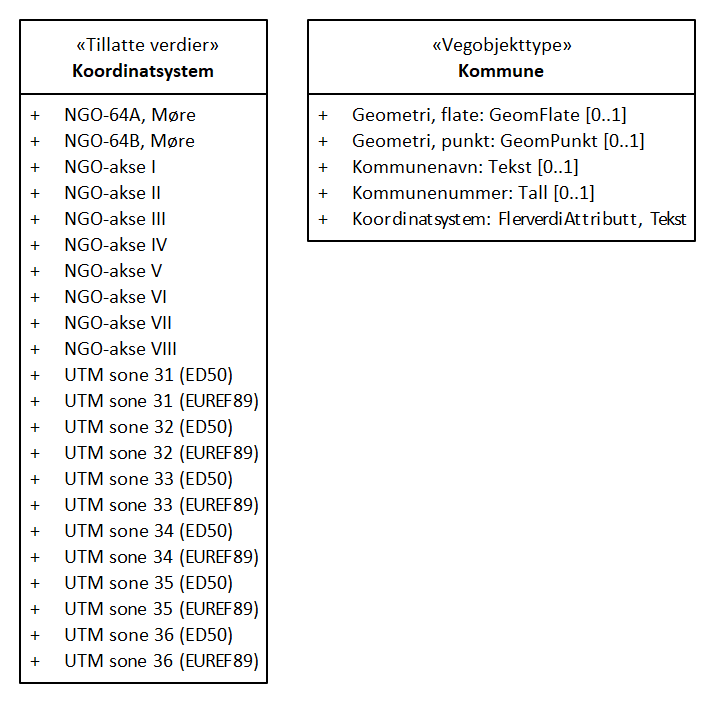 «Tillatte verdier»
Koordinatsystem
+ NGO-64A, Møre
+ NGO-64B, Møre
+ NGO-akse I
+ NGO-akse II
+ NGO-akse III
+ NGO-akse IV
+ NGO-akse V
+ NGO-akse VI
+ NGO-akse VII
+ NGO-akse VIII
+ UTM sone 31 (ED50)
+ UTM sone 31 (EUREF89)
+ UTM sone 32 (ED50)
+ UTM sone 32 (EUREF89)
+ UTM sone 33 (ED50)
+ UTM sone 33 (EUREF89)
+ UTM sone 34 (ED50)
+ UTM sone 34 (EUREF89)
+ UTM sone 35 (ED50)
+ UTM sone 35 (EUREF89)
+ UTM sone 36 (ED50)
+ UTM sone 36 (EUREF89)
«Vegobjekttype»
Kommune
+ Geometri, flate: GeomFlate [0..1]
+ Geometri, punkt: GeomPunkt [0..1]
+ Kommunenavn: Tekst [0..1]
+ Kommunenummer: Tall [0..1]
+ Koordinatsystem: FlerverdiAttributt, Tekst